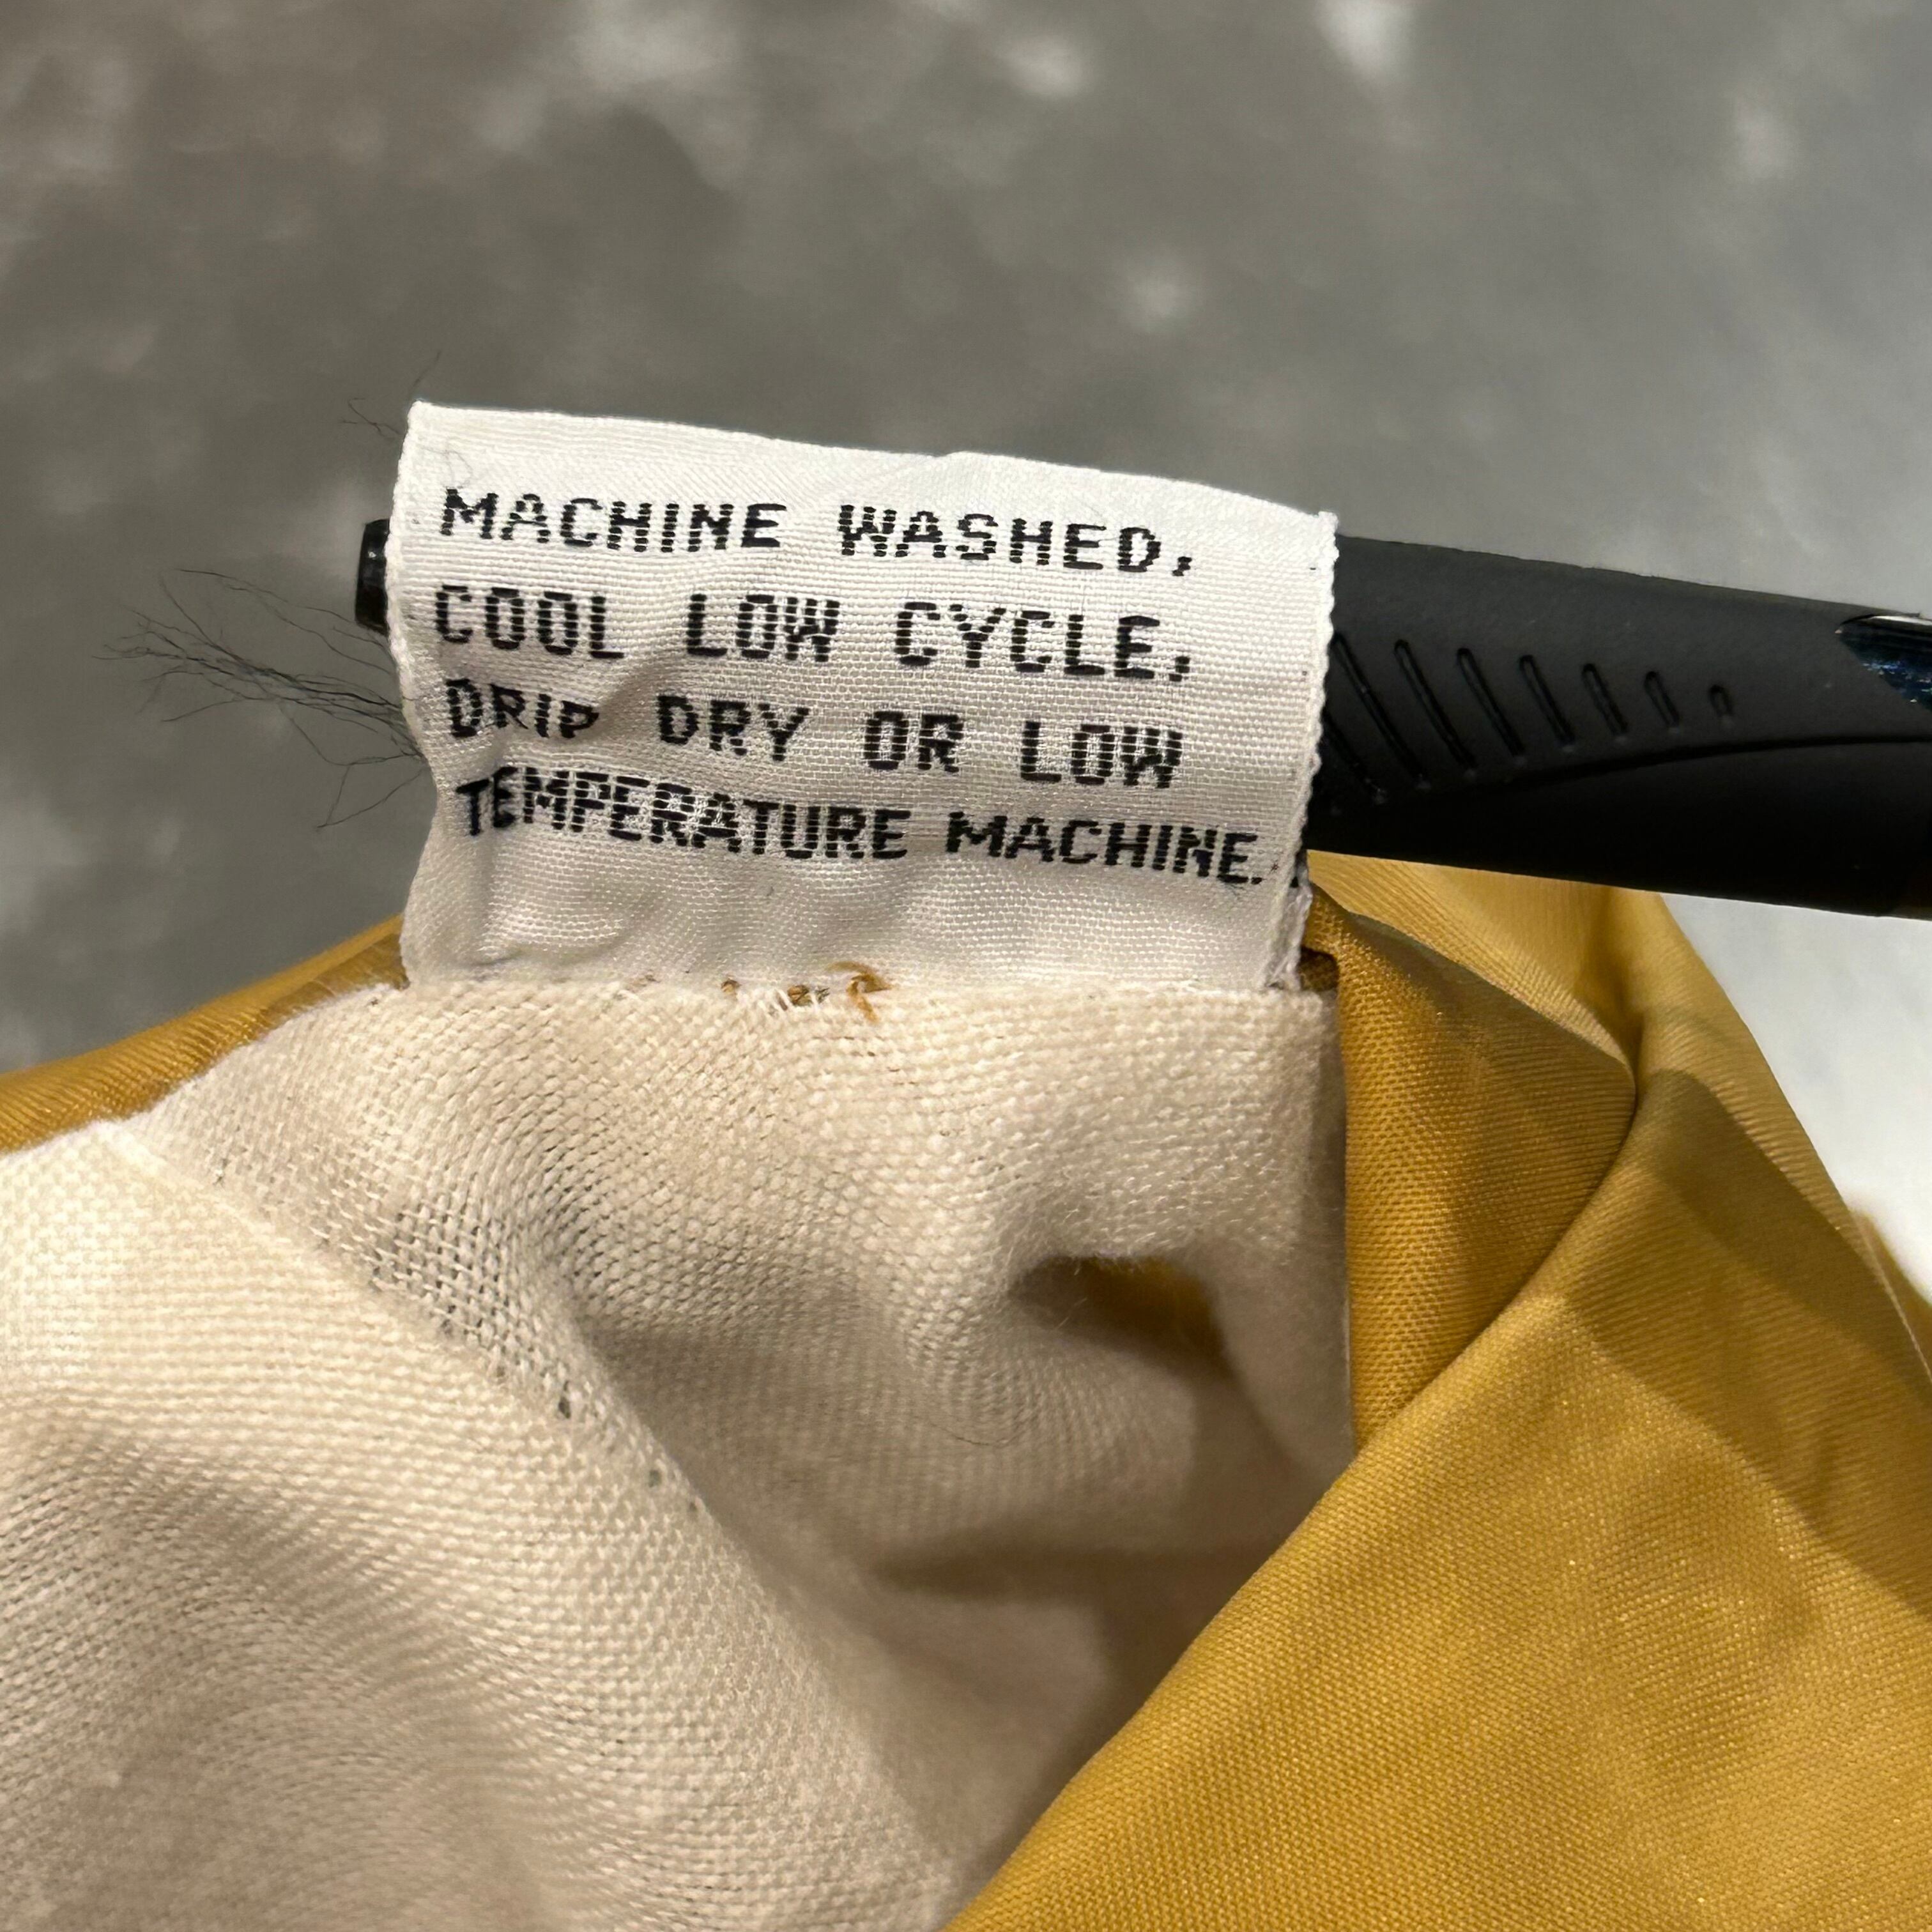 MACHINE WASHED,
COOL LOW CYCLE,
DRIP DRY OR LOW
TEMPERATURE MACHINE.